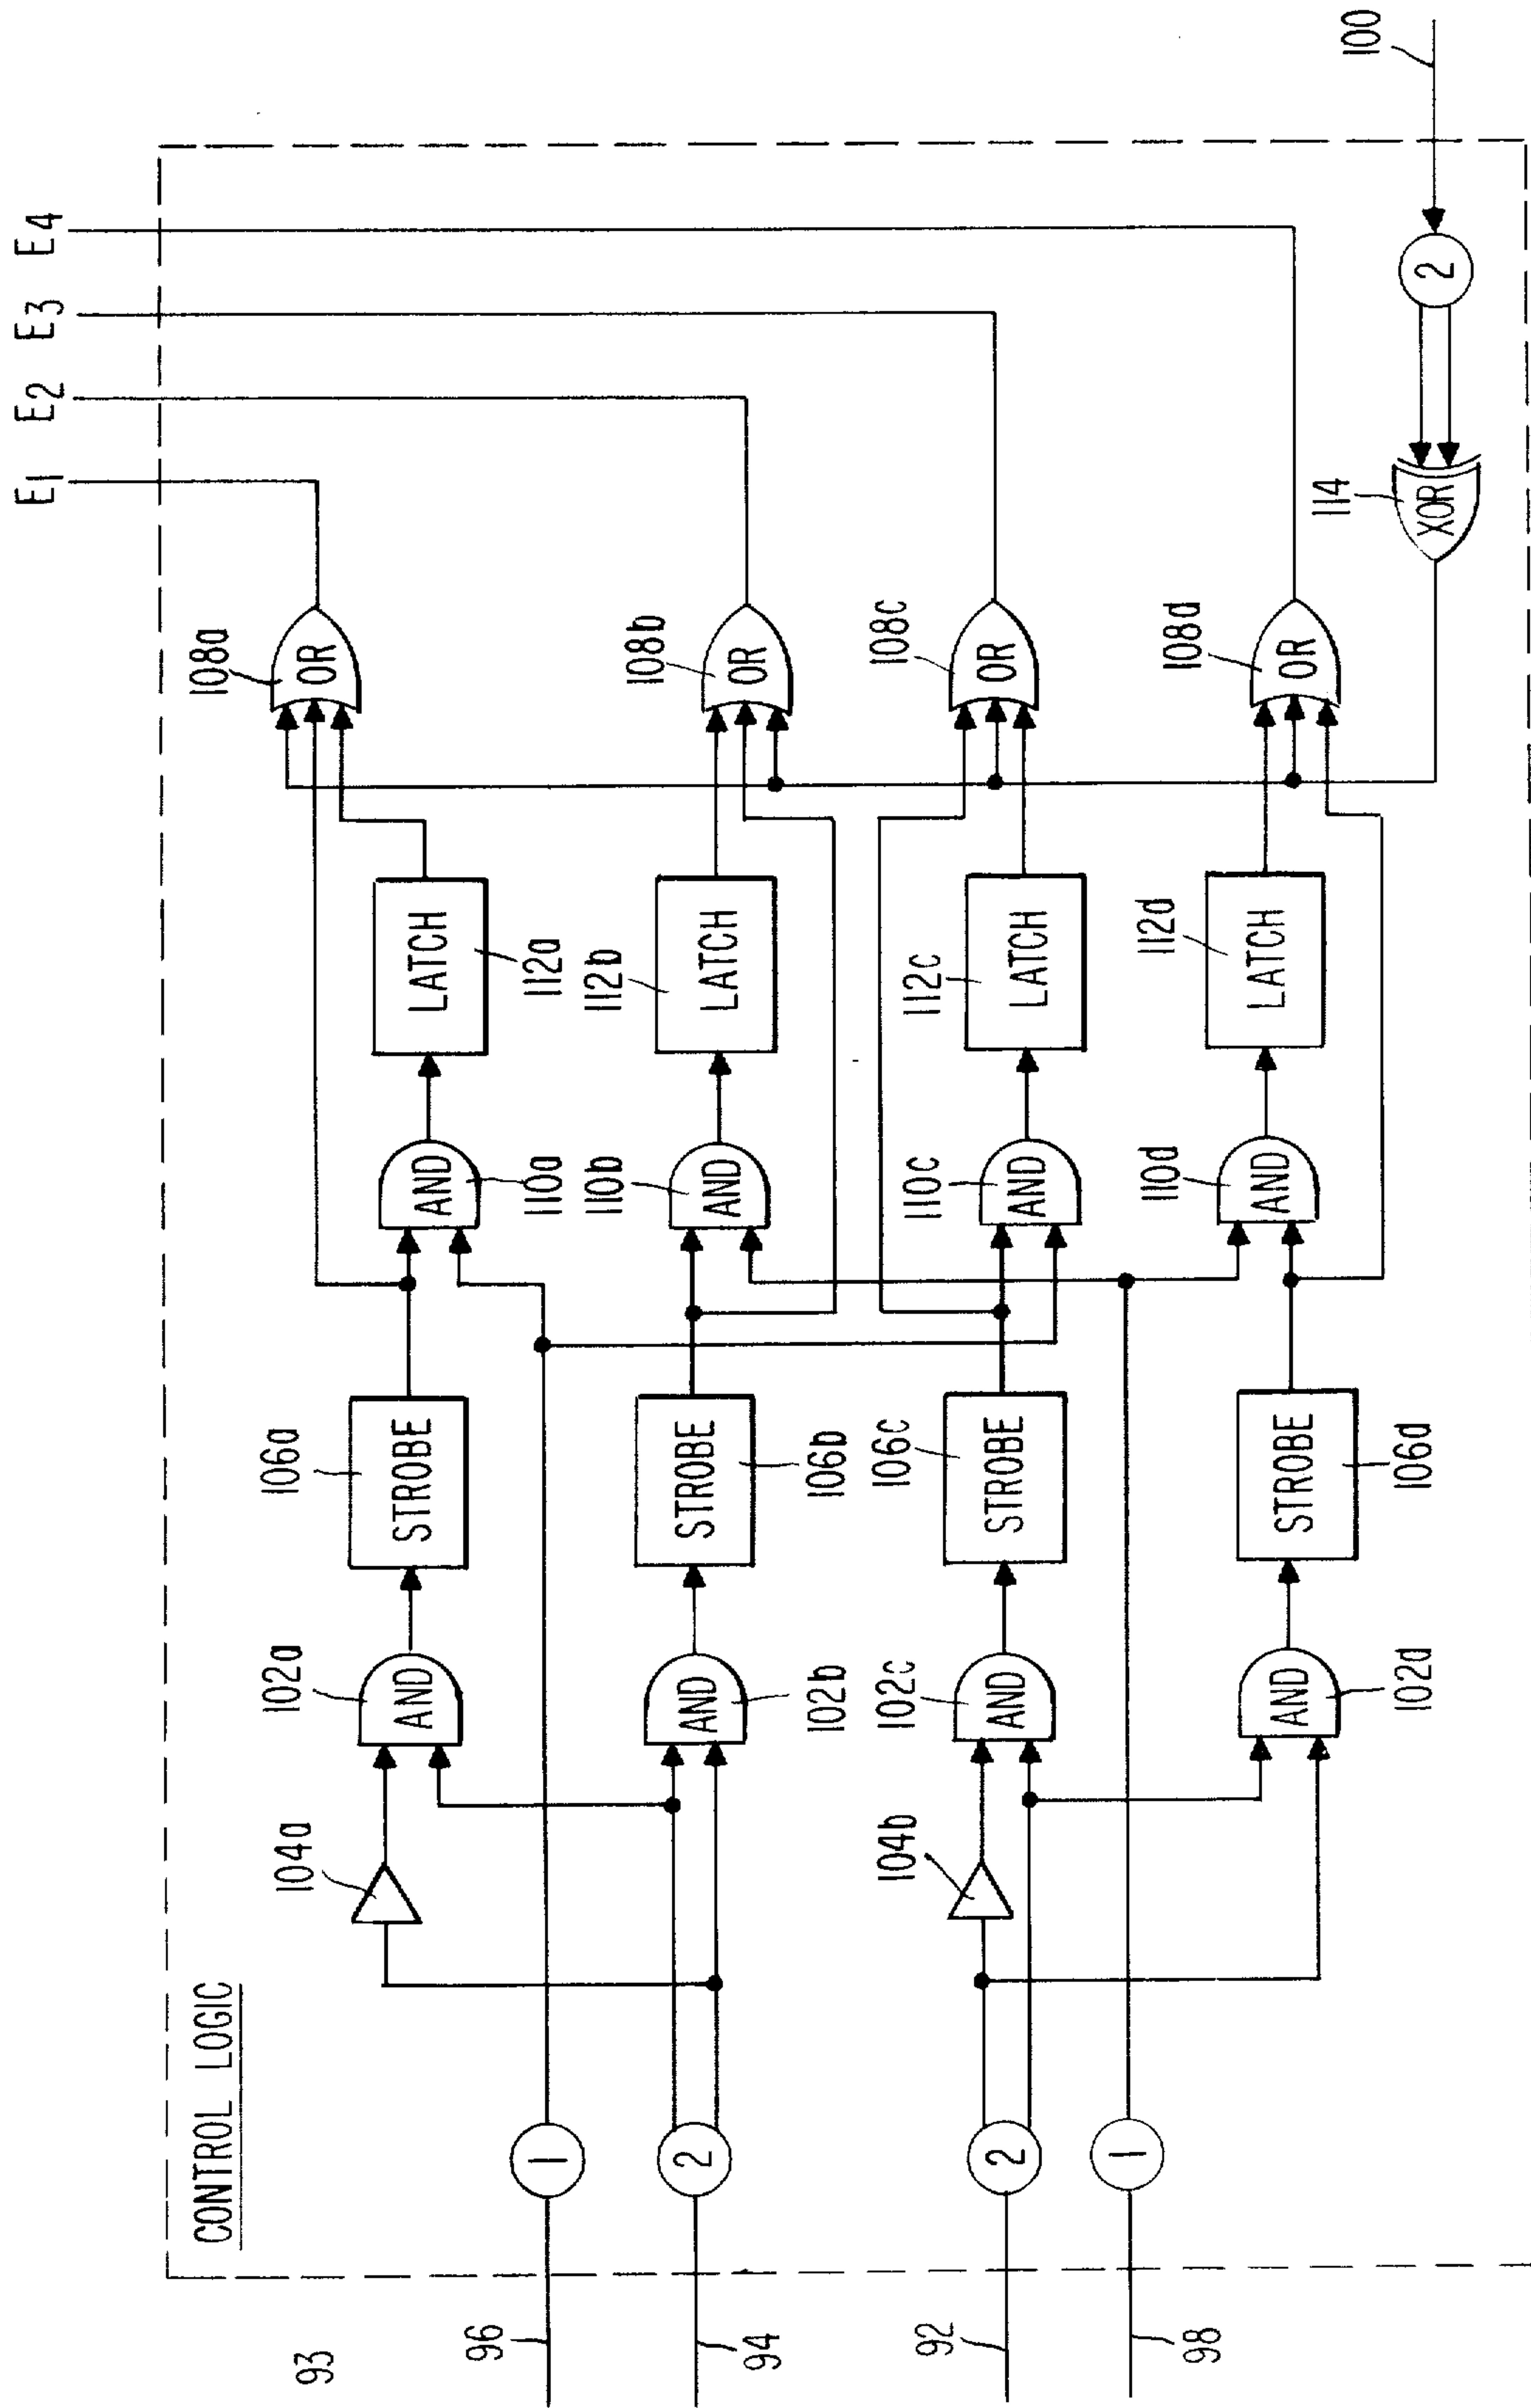 E1 E2 E3 E4
100
CONTROL LOGIC
93
96
1
94
2
92
2
98
1
104a
102a
AND
106a
STROBE
AND
110a
LATCH
112a
108a
OR
102b
AND
106b
STROBE
AND
110b
LATCH
112b
108b
OR
104b
102c
AND
106c
STROBE
AND
110c
LATCH
112c
108c
OR
102d
AND
106d
STROBE
AND
110d
LATCH
112d
108d
OR
114
XOR
2